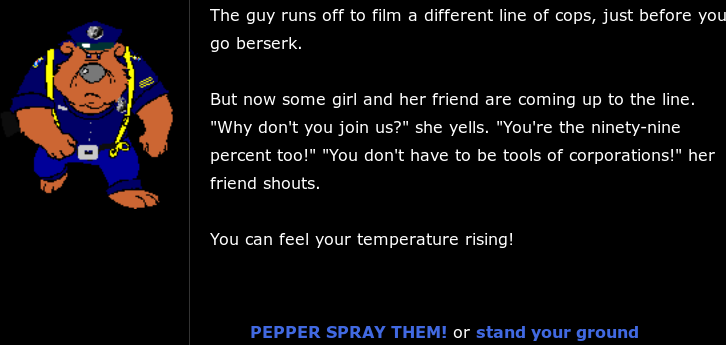 The guy runs off to film a different line of cops, just before you
go berserk.
But now some girl and her friend are coming up to the line.
"Why don't you join us?" she yells. "You're the ninety-nine
percent too!" "You don't have to be tools of corporations!" her
friend shouts.
You can feel your temperature rising!
PEPPER SPRAY THEM! or stand your ground